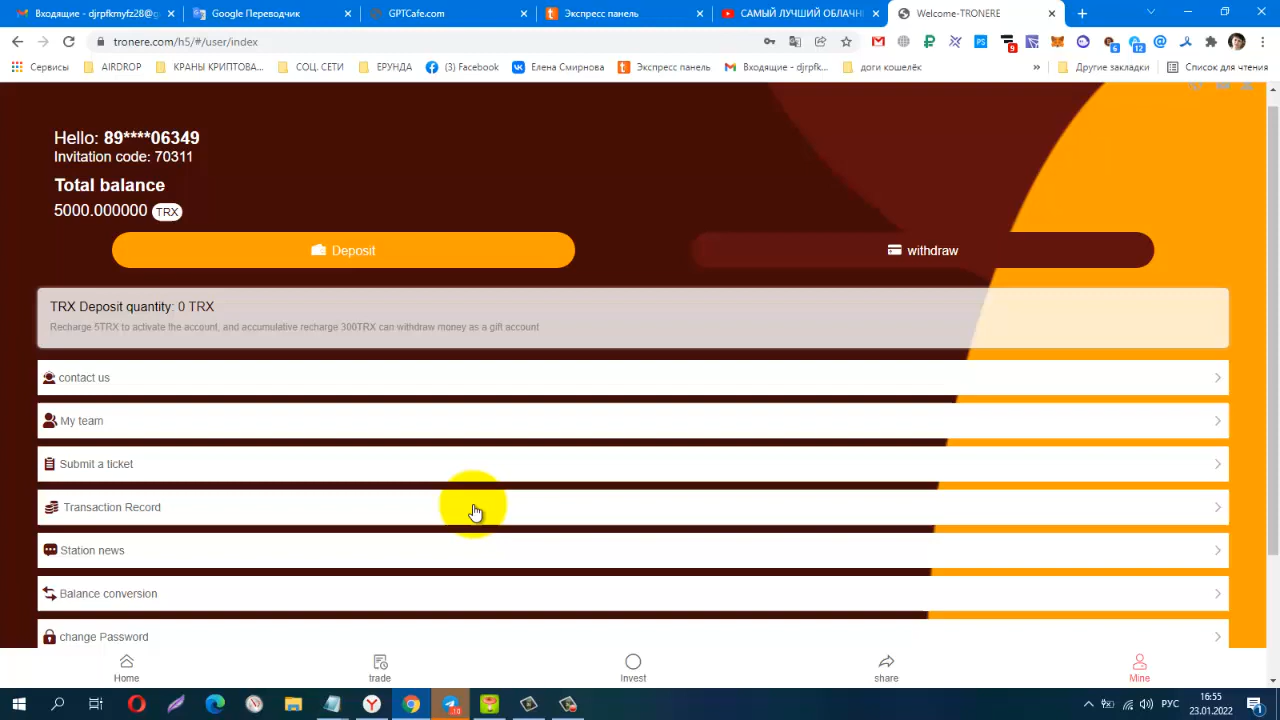 Входящие - djrpfkmyfz28@g
Google Переводчик
GPTCafe.com
Экспресс панель
САМЫЙ ЛУЧШИЙ ОБЛАЧН
Welcome-TRONERE
tronere.com/h5/#/user/index
9
6
12
Сервисы
AIRDROP
КРАНЫ КРИПТОВА...
СОЦ. СЕТИ
ЕРУНДА
(3) Facebook
Елена Смирнова
Экспресс панель
Входящие - djrpfk...
доги кошелёк
»
Другие закладки
Список для чтения
Hello: 89****06349
Invitation code: 70311
Total balance
5000.000000 TRX
Deposit
withdraw
TRX Deposit quantity: 0 TRX
Recharge 5TRX to activate the account, and accumulative recharge 300TRX can withdraw money as a gift account
contact us
My team
Submit a ticket
Transaction Record
Station news
Balance conversion
change Password
Home
trade
Invest
share
Mine
РУС
16:55
23.01.2022